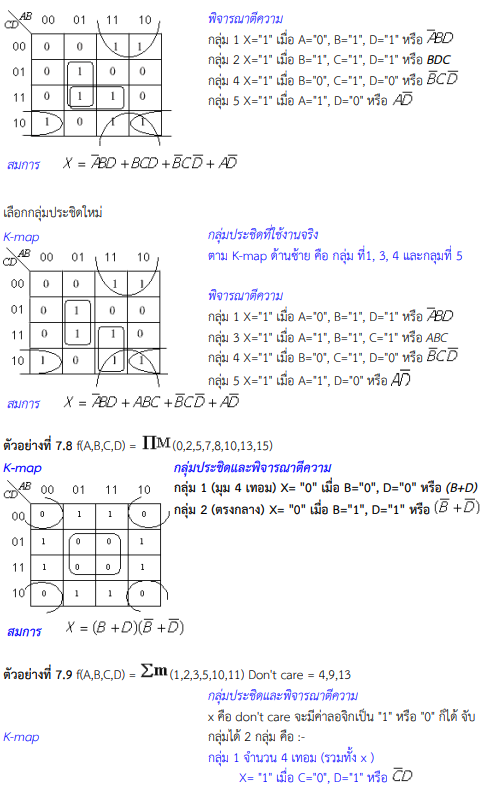 AB
CD 00 01 11 10
00 0 0 1 1
01 0 1 0 0
11 0 1 1 0
10 1 0 1 1
พิจารณาตีความ
กลุ่ม 1 X="1" เมื่อ A="0", B="1", D="1" หรือ A̅BD
กลุ่ม 2 X="1" เมื่อ B="1", C="1", D="1" หรือ BDC
กลุ่ม 4 X="1" เมื่อ B="0", C="1", D="0" หรือ B̅CD̅
กลุ่ม 5 X="1" เมื่อ A="1", D="0" หรือ AD̅
สมการ X = A̅BD + BCD + B̅CD̅ + AD̅
เลือกกลุ่มประชิดใหม่
K-map
AB
CD 00 01 11 10
00 0 0 1 1
01 0 1 0 0
11 0 1 1 0
10 1 0 1 1
กลุ่มประชิดที่ใช้งานจริง
ตาม K-map ด้านซ้าย คือ กลุ่ม ที่1, 3, 4 และกลุมที่ 5
พิจารณาตีความ
กลุ่ม 1 X="1" เมื่อ A="0", B="1", D="1" หรือ A̅BD
กลุ่ม 3 X="1" เมื่อ A="1", B="1", C="1" หรือ ABC
กลุ่ม 4 X="1" เมื่อ B="0", C="1", D="0" หรือ B̅CD̅
กลุ่ม 5 X="1" เมื่อ A="1", D="0" หรือ AD̅
สมการ X = A̅BD + ABC + B̅CD̅ + AD̅
ตัวอย่างที่ 7.8 f(A,B,C,D) = ΠM(0,2,5,7,8,10,13,15)
K-map
AB
CD 00 01 11 10
00 0 1 1 0
01 1 0 0 1
11 1 0 0 1
10 0 1 1 0
กลุ่มประชิดและพิจารณาตีความ
กลุ่ม 1 (มุม 4 เทอม) X= "0" เมื่อ B="0", D="0" หรือ (B+D)
กลุ่ม 2 (ตรงกลาง) X= "0" เมื่อ B="1", D="1" หรือ (B̅ + D̅)
สมการ X = (B + D)(B̅ + D̅)
ตัวอย่างที่ 7.9 f(A,B,C,D) = Σm(1,2,3,5,10,11) Don't care = 4,9,13
กลุ่มประชิดและพิจารณาตีความ
x คือ don't care จะมีค่าลอจิกเป็น "1" หรือ "0" ก็ได้ จับ
K-map
กลุ่มได้ 2 กลุ่ม คือ :-
กลุ่ม 1 จำนวน 4 เทอม (รวมทั้ง x )
X= "1" เมื่อ C="0", D="1" หรือ C̅D